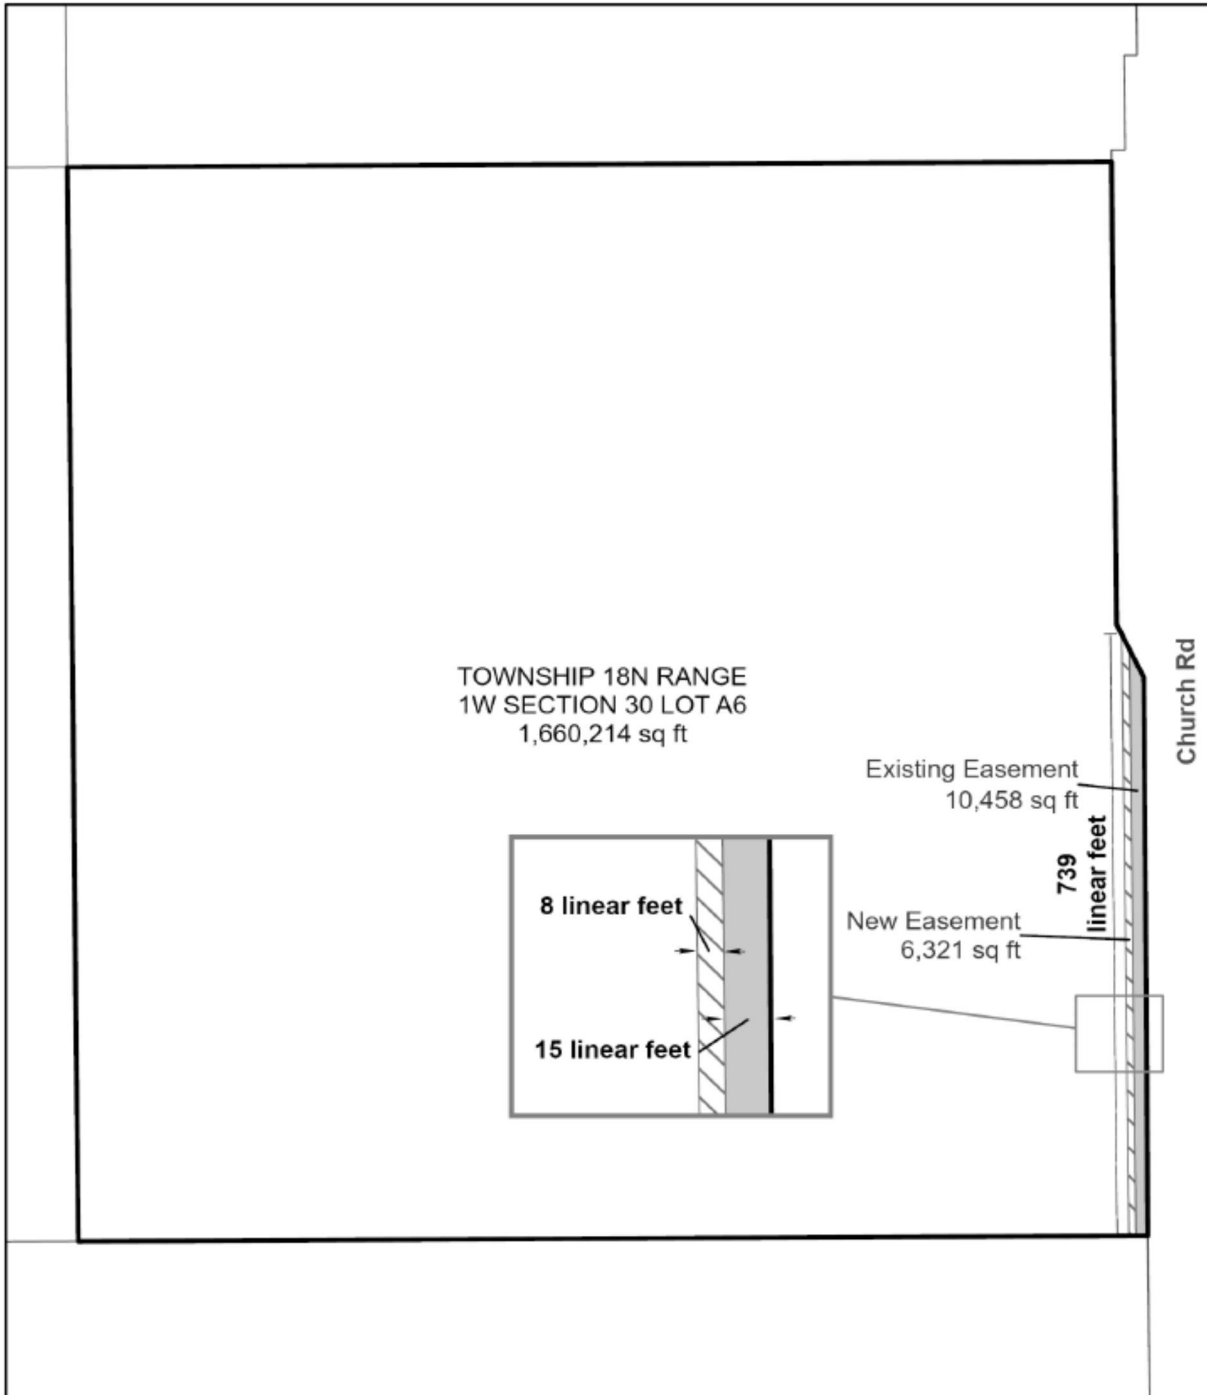 TOWNSHIP 18N RANGE
1W SECTION 30 LOT A6
1,660,214 sq ft
Church Rd
Existing Easement
10,458 sq ft
739
linear feet
New Easement
6,321 sq ft
8 linear feet
15 linear feet